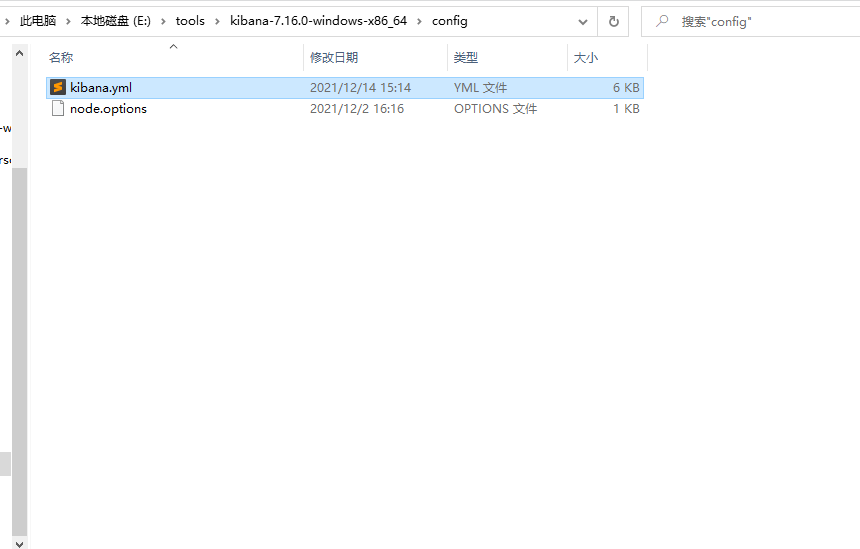 此电脑 > 本地磁盘 (E:) > tools > kibana-7.16.0-windows-x86_64 > config 搜索"config"
名称 修改日期 类型 大小
kibana.yml 2021/12/14 15:14 YML 文件 6 KB
node.options 2021/12/2 16:16 OPTIONS 文件 1 KB
-w